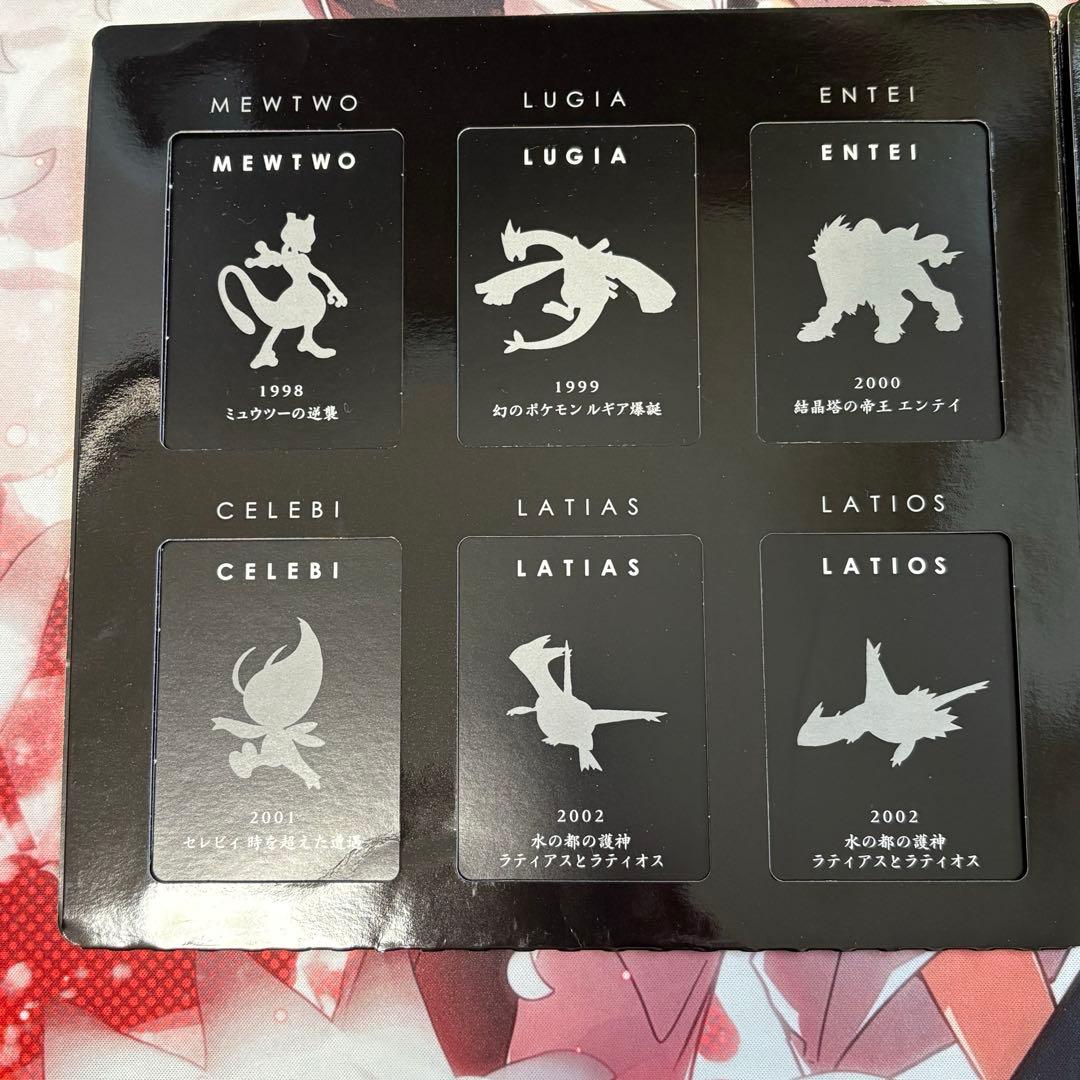 MEWTWO
LUGIA
ENTEI
MEWTWO
1998
ミュウツーの逆襲
LUGIA
1999
幻のポケモン ルギア爆誕
ENTEI
2000
結晶塔の帝王 エンテイ
CELEBI
LATIAS
LATIOS
CELEBI
2001
セレビィ 時を超えた遭遇
LATIAS
2002
水の都の護神
ラティアスとラティオス
LATIOS
2002
水の都の護神
ラティアスとラティオス